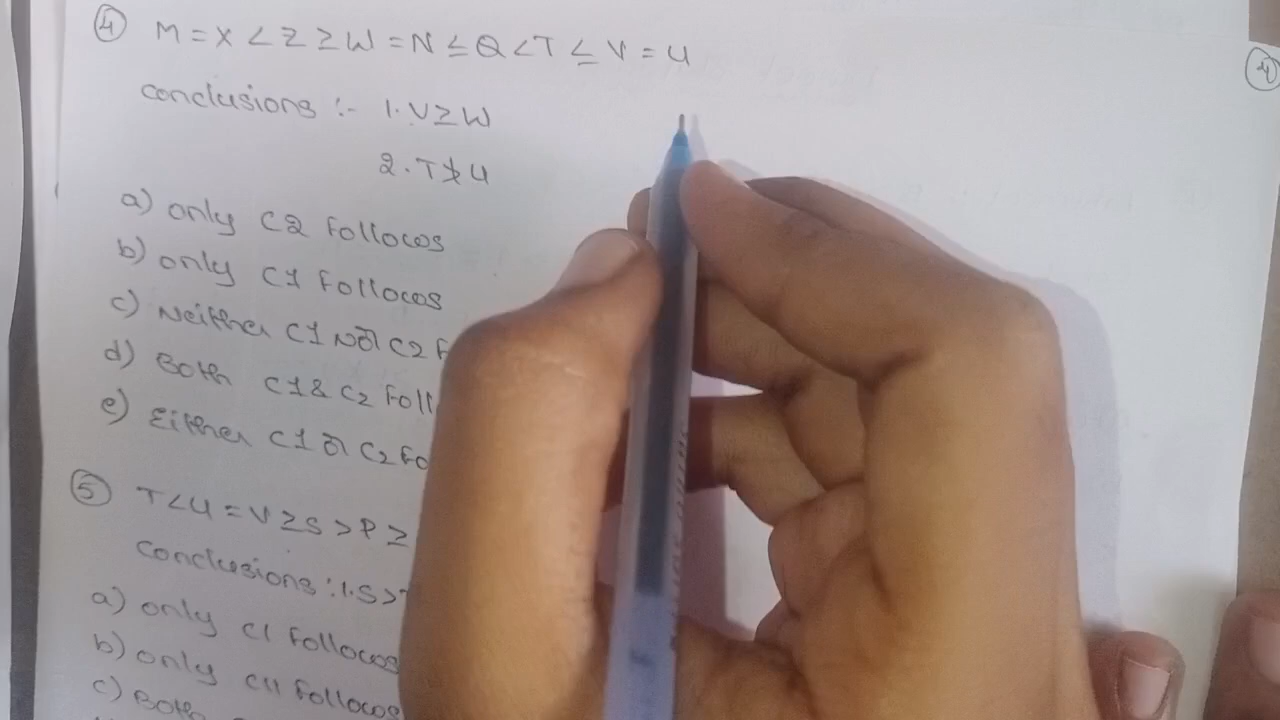 ④ M = X < Z ≥ W = N ≤ Q < T ≤ V = U
conclusions :- 1. V ≥ W
2. T ≯ U
a) only C2 follows
b) only C1 follows
c) Neither C1 nor C2 F
d) Both C1 & C2 Foll
e) Either C1 or C2 Fo
⑤ T < U = V ≥ S > P ≥
conclusions : 1. S >
a) only C1 follows
b) only C11 follows
c) Both
④